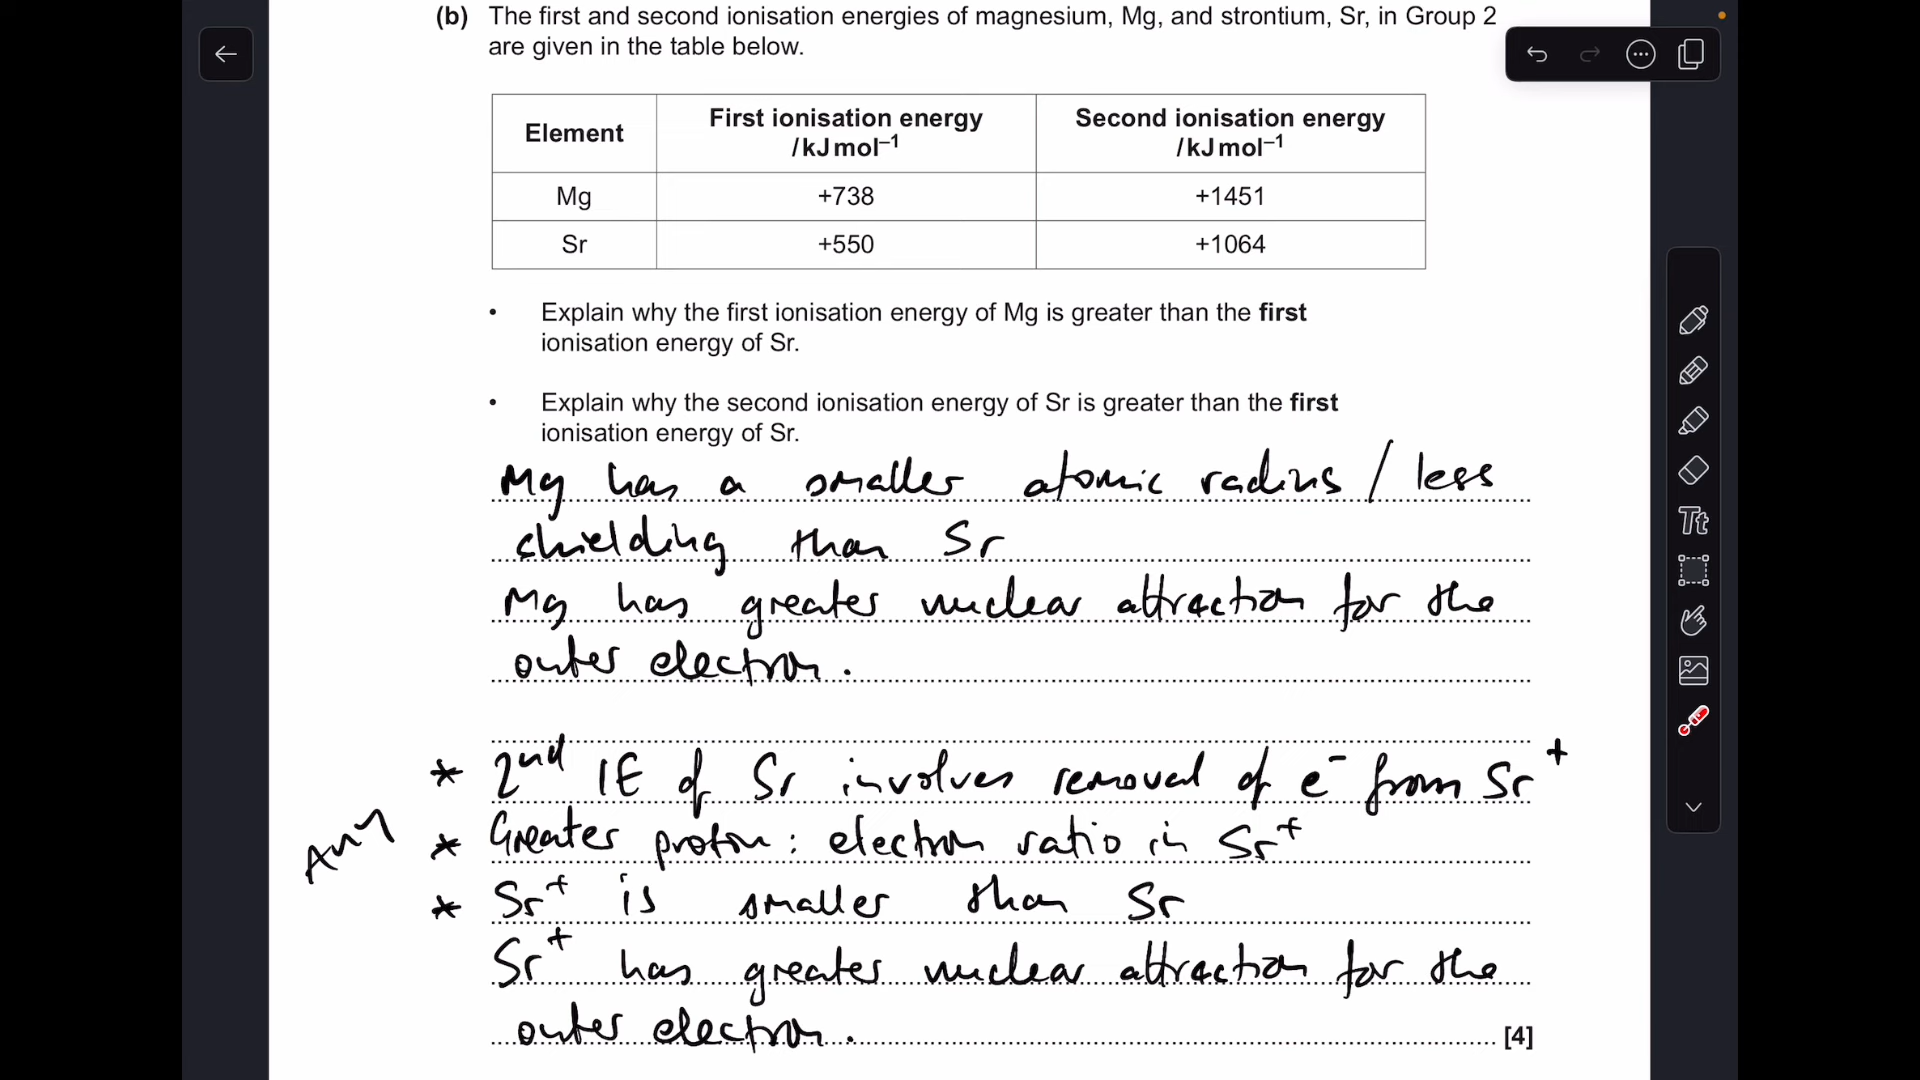 (b) The first and second ionisation energies of magnesium, Mg, and strontium, Sr, in Group 2
are given in the table below.
Element First ionisation energy /kJ mol⁻¹ Second ionisation energy /kJ mol⁻¹
Mg +738 +1451
Sr +550 +1064
• Explain why the first ionisation energy of Mg is greater than the first
ionisation energy of Sr.
• Explain why the second ionisation energy of Sr is greater than the first
ionisation energy of Sr.
Mg has a smaller atomic radius / less
shielding than Sr
Mg has greater nuclear attraction for the
outer electron.
* 2nd IE of Sr involves removal of e⁻ from Sr⁺
Any * Greater proton : electron ratio in Sr⁺
* Sr⁺ is smaller than Sr
Sr⁺ has greater nuclear attraction for the
outer electron.
[4]
Tt